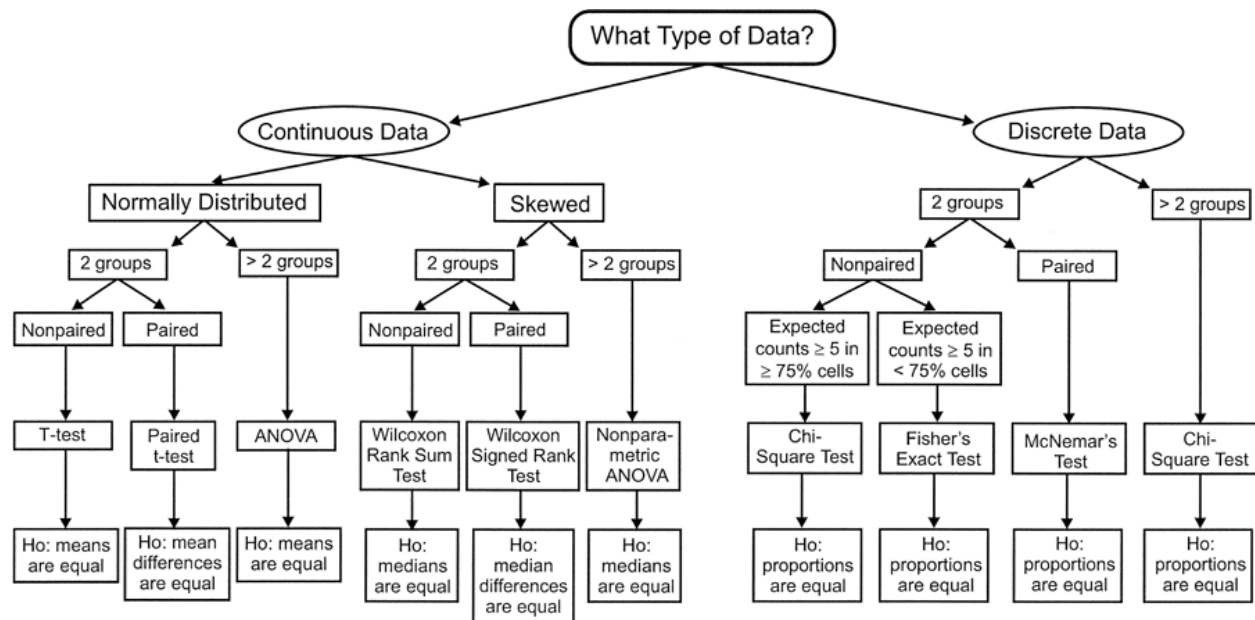 What Type of Data?
Continuous Data
Discrete Data
Normally Distributed
Skewed
2 groups
> 2 groups
2 groups
> 2 groups
2 groups
> 2 groups
Nonpaired
Paired
Nonpaired
Paired
Nonpaired
Paired
Expected
counts ≥ 5 in
≥ 75% cells
Expected
counts ≥ 5 in
< 75% cells
T-test
Paired
t-test
ANOVA
Wilcoxon
Rank Sum
Test
Wilcoxon
Signed Rank
Test
Nonpara-
metric
ANOVA
Chi-
Square Test
Fisher's
Exact Test
McNemar's
Test
Chi-
Square Test
Ho: means
are equal
Ho: mean
differences
are equal
Ho: means
are equal
Ho:
medians
are equal
Ho:
median
differences
are equal
Ho:
medians
are equal
Ho:
proportions
are equal
Ho:
proportions
are equal
Ho:
proportions
are equal
Ho:
proportions
are equal